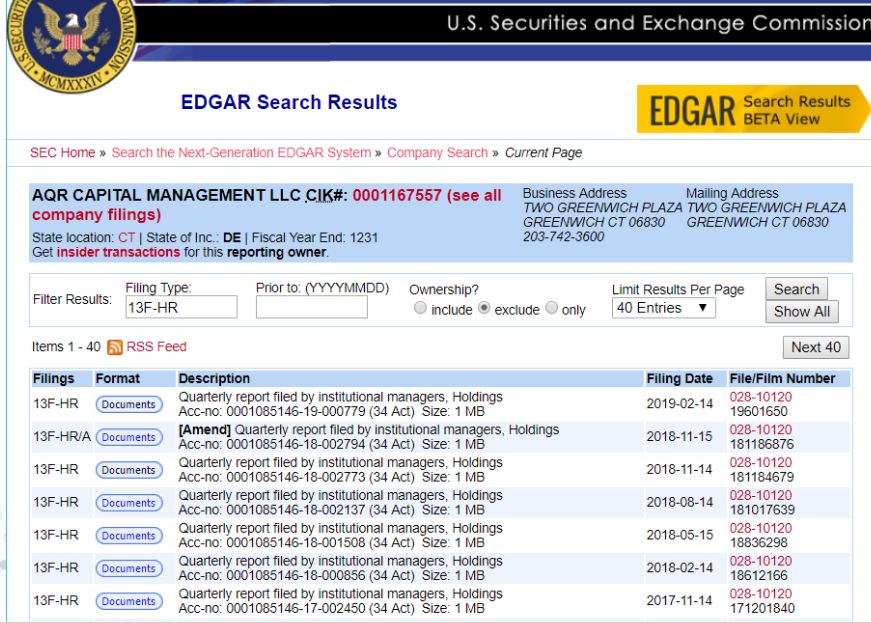 U.S. Securities and Exchange Commission
MCMXXXIV
EDGAR Search Results
EDGAR Search Results
BETA View
SEC Home » Search the Next-Generation EDGAR System » Company Search » Current Page
AQR CAPITAL MANAGEMENT LLC CIK#: 0001167557 (see all
company filings)
State location: CT | State of Inc.: DE | Fiscal Year End: 1231
Get insider transactions for this reporting owner.
Business Address
TWO GREENWICH PLAZA
GREENWICH CT 06830
203-742-3600
Mailing Address
TWO GREENWICH PLAZA
GREENWICH CT 06830
Filter Results:
Filing Type:
13F-HR
Prior to: (YYYYMMDD)
Ownership?
include exclude only
Limit Results Per Page
40 Entries
Search
Show All
Items 1 - 40 RSS Feed
Next 40
Filings Format Description Filing Date File/Film Number
13F-HR Documents Quarterly report filed by institutional managers, Holdings 2019-02-14 028-10120
Acc-no: 0001085146-19-000779 (34 Act) Size: 1 MB 19601650
13F-HR/A Documents [Amend] Quarterly report filed by institutional managers, Holdings 2018-11-15 028-10120
Acc-no: 0001085146-18-002794 (34 Act) Size: 1 MB 181186876
13F-HR Documents Quarterly report filed by institutional managers, Holdings 2018-11-14 028-10120
Acc-no: 0001085146-18-002773 (34 Act) Size: 1 MB 181184679
13F-HR Documents Quarterly report filed by institutional managers, Holdings 2018-08-14 028-10120
Acc-no: 0001085146-18-002137 (34 Act) Size: 1 MB 181017639
13F-HR Documents Quarterly report filed by institutional managers, Holdings 2018-05-15 028-10120
Acc-no: 0001085146-18-001508 (34 Act) Size: 1 MB 18836298
13F-HR Documents Quarterly report filed by institutional managers, Holdings 2018-02-14 028-10120
Acc-no: 0001085146-18-000856 (34 Act) Size: 1 MB 18612166
13F-HR Documents Quarterly report filed by institutional managers, Holdings 2017-11-14 028-10120
Acc-no: 0001085146-17-002450 (34 Act) Size: 1 MB 171201840